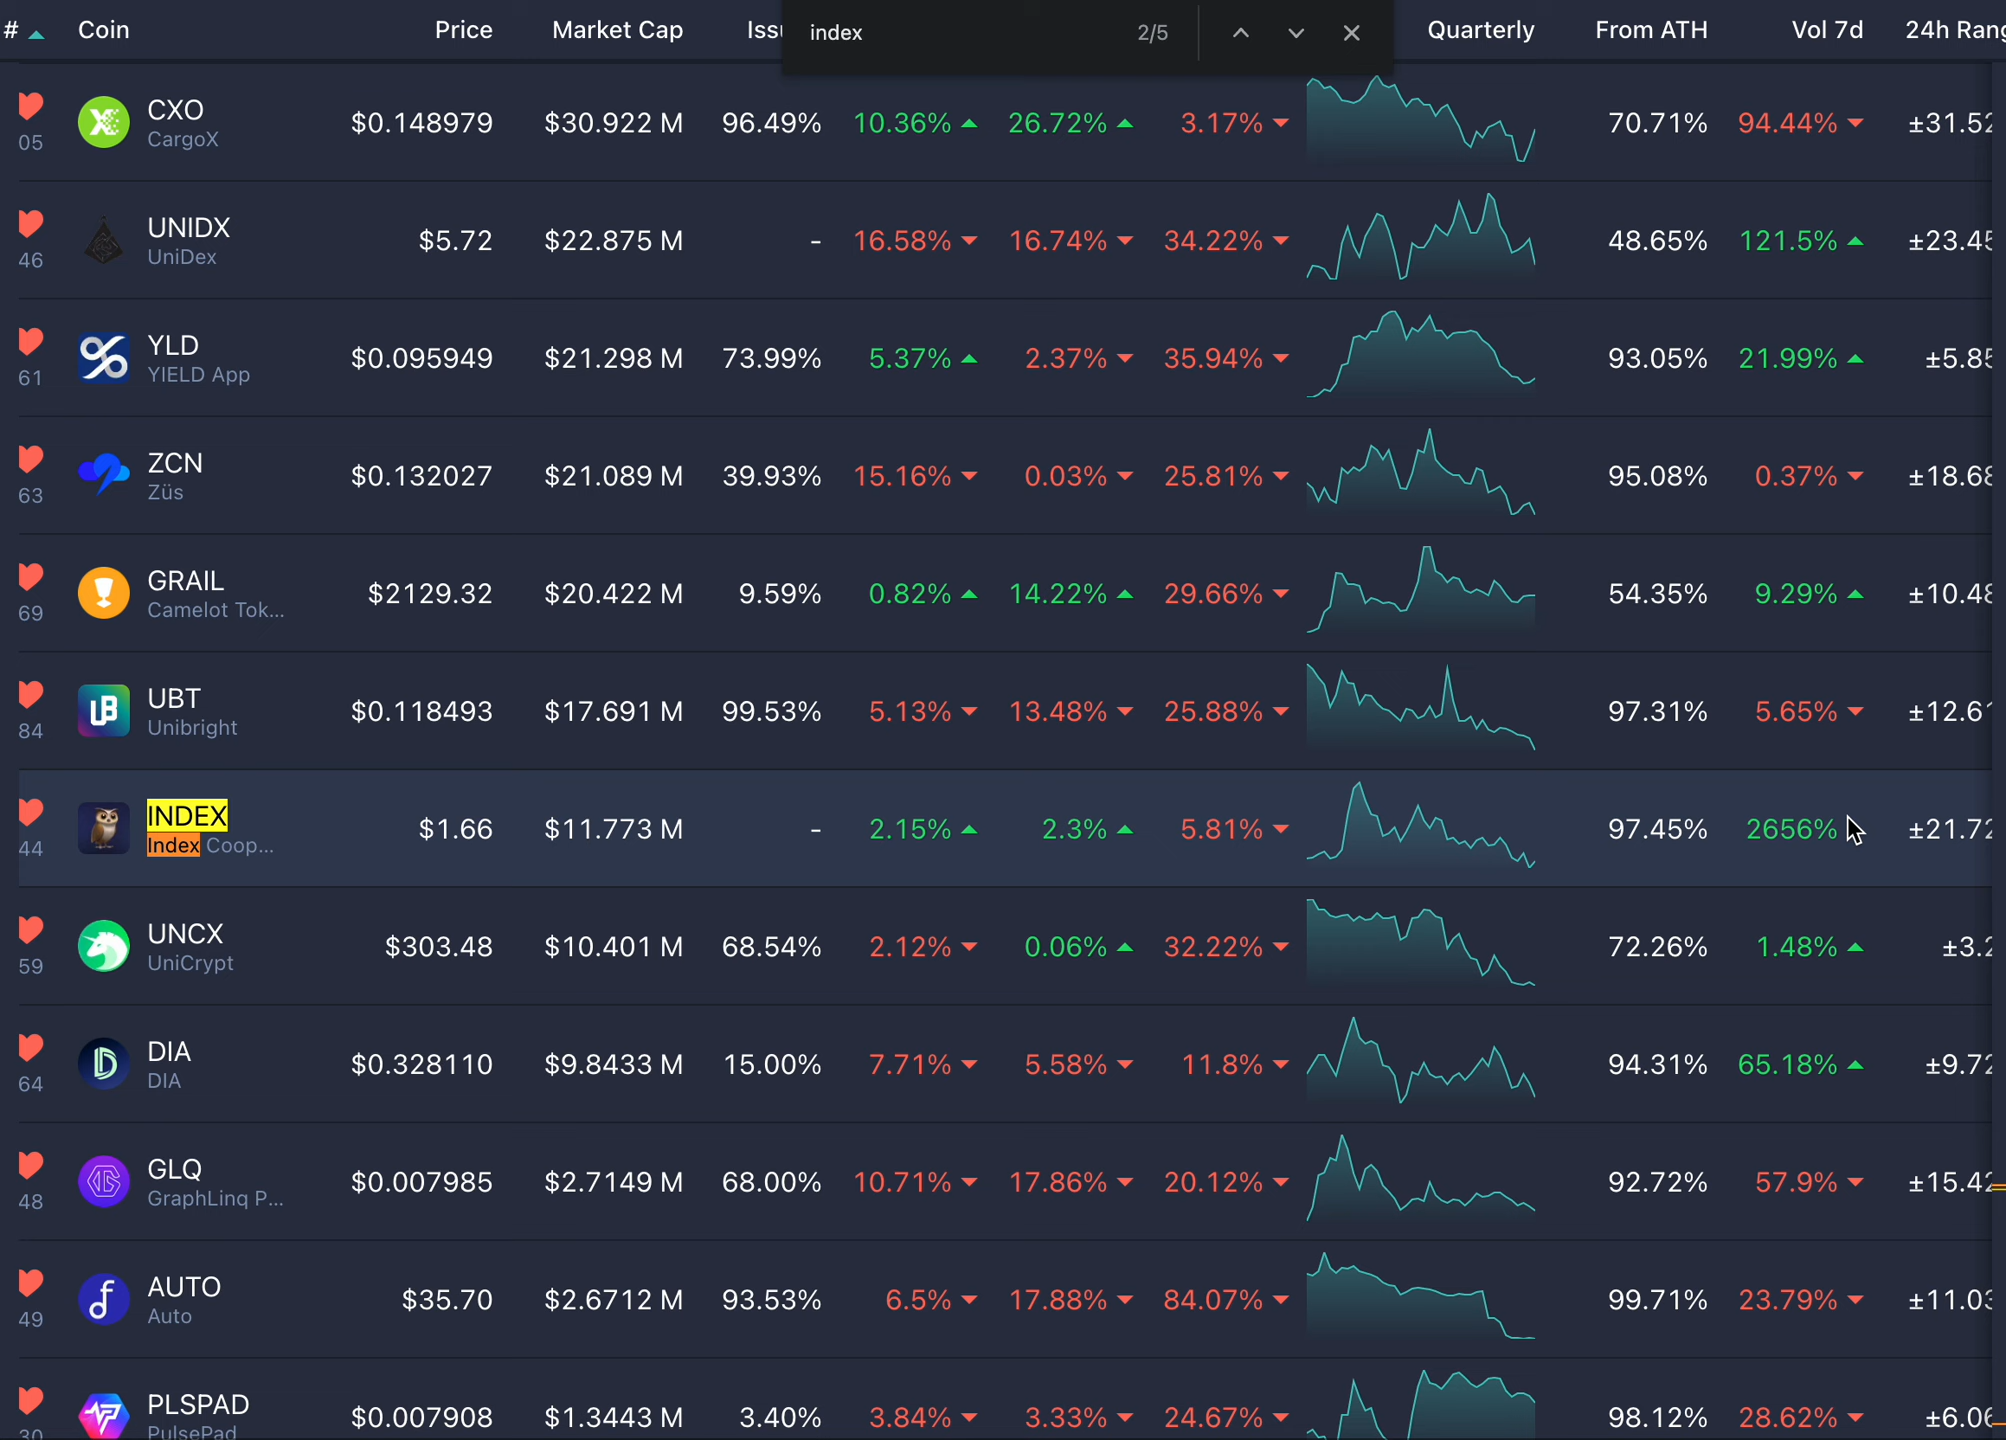 # Coin Price Market Cap Issu Quarterly From ATH Vol 7d 24h Rang
index 2/5
05 CXO CargoX $0.148979 $30.922 M 96.49% 10.36% 26.72% 3.17% 70.71% 94.44% ±31.52
46 UNIDX UniDex $5.72 $22.875 M - 16.58% 16.74% 34.22% 48.65% 121.5% ±23.45
61 YLD YIELD App $0.095949 $21.298 M 73.99% 5.37% 2.37% 35.94% 93.05% 21.99% ±5.85
63 ZCN Züs $0.132027 $21.089 M 39.93% 15.16% 0.03% 25.81% 95.08% 0.37% ±18.68
69 GRAIL Camelot Tok... $2129.32 $20.422 M 9.59% 0.82% 14.22% 29.66% 54.35% 9.29% ±10.48
84 UBT Unibright $0.118493 $17.691 M 99.53% 5.13% 13.48% 25.88% 97.31% 5.65% ±12.61
44 INDEX Index Coop... $1.66 $11.773 M - 2.15% 2.3% 5.81% 97.45% 2656% ±21.72
59 UNCX UniCrypt $303.48 $10.401 M 68.54% 2.12% 0.06% 32.22% 72.26% 1.48% ±3.2
64 DIA DIA $0.328110 $9.8433 M 15.00% 7.71% 5.58% 11.8% 94.31% 65.18% ±9.72
48 GLQ GraphLinq P... $0.007985 $2.7149 M 68.00% 10.71% 17.86% 20.12% 92.72% 57.9% ±15.42
49 AUTO Auto $35.70 $2.6712 M 93.53% 6.5% 17.88% 84.07% 99.71% 23.79% ±11.03
30 PLSPAD PulsePad $0.007908 $1.3443 M 3.40% 3.84% 3.33% 24.67% 98.12% 28.62% ±6.06